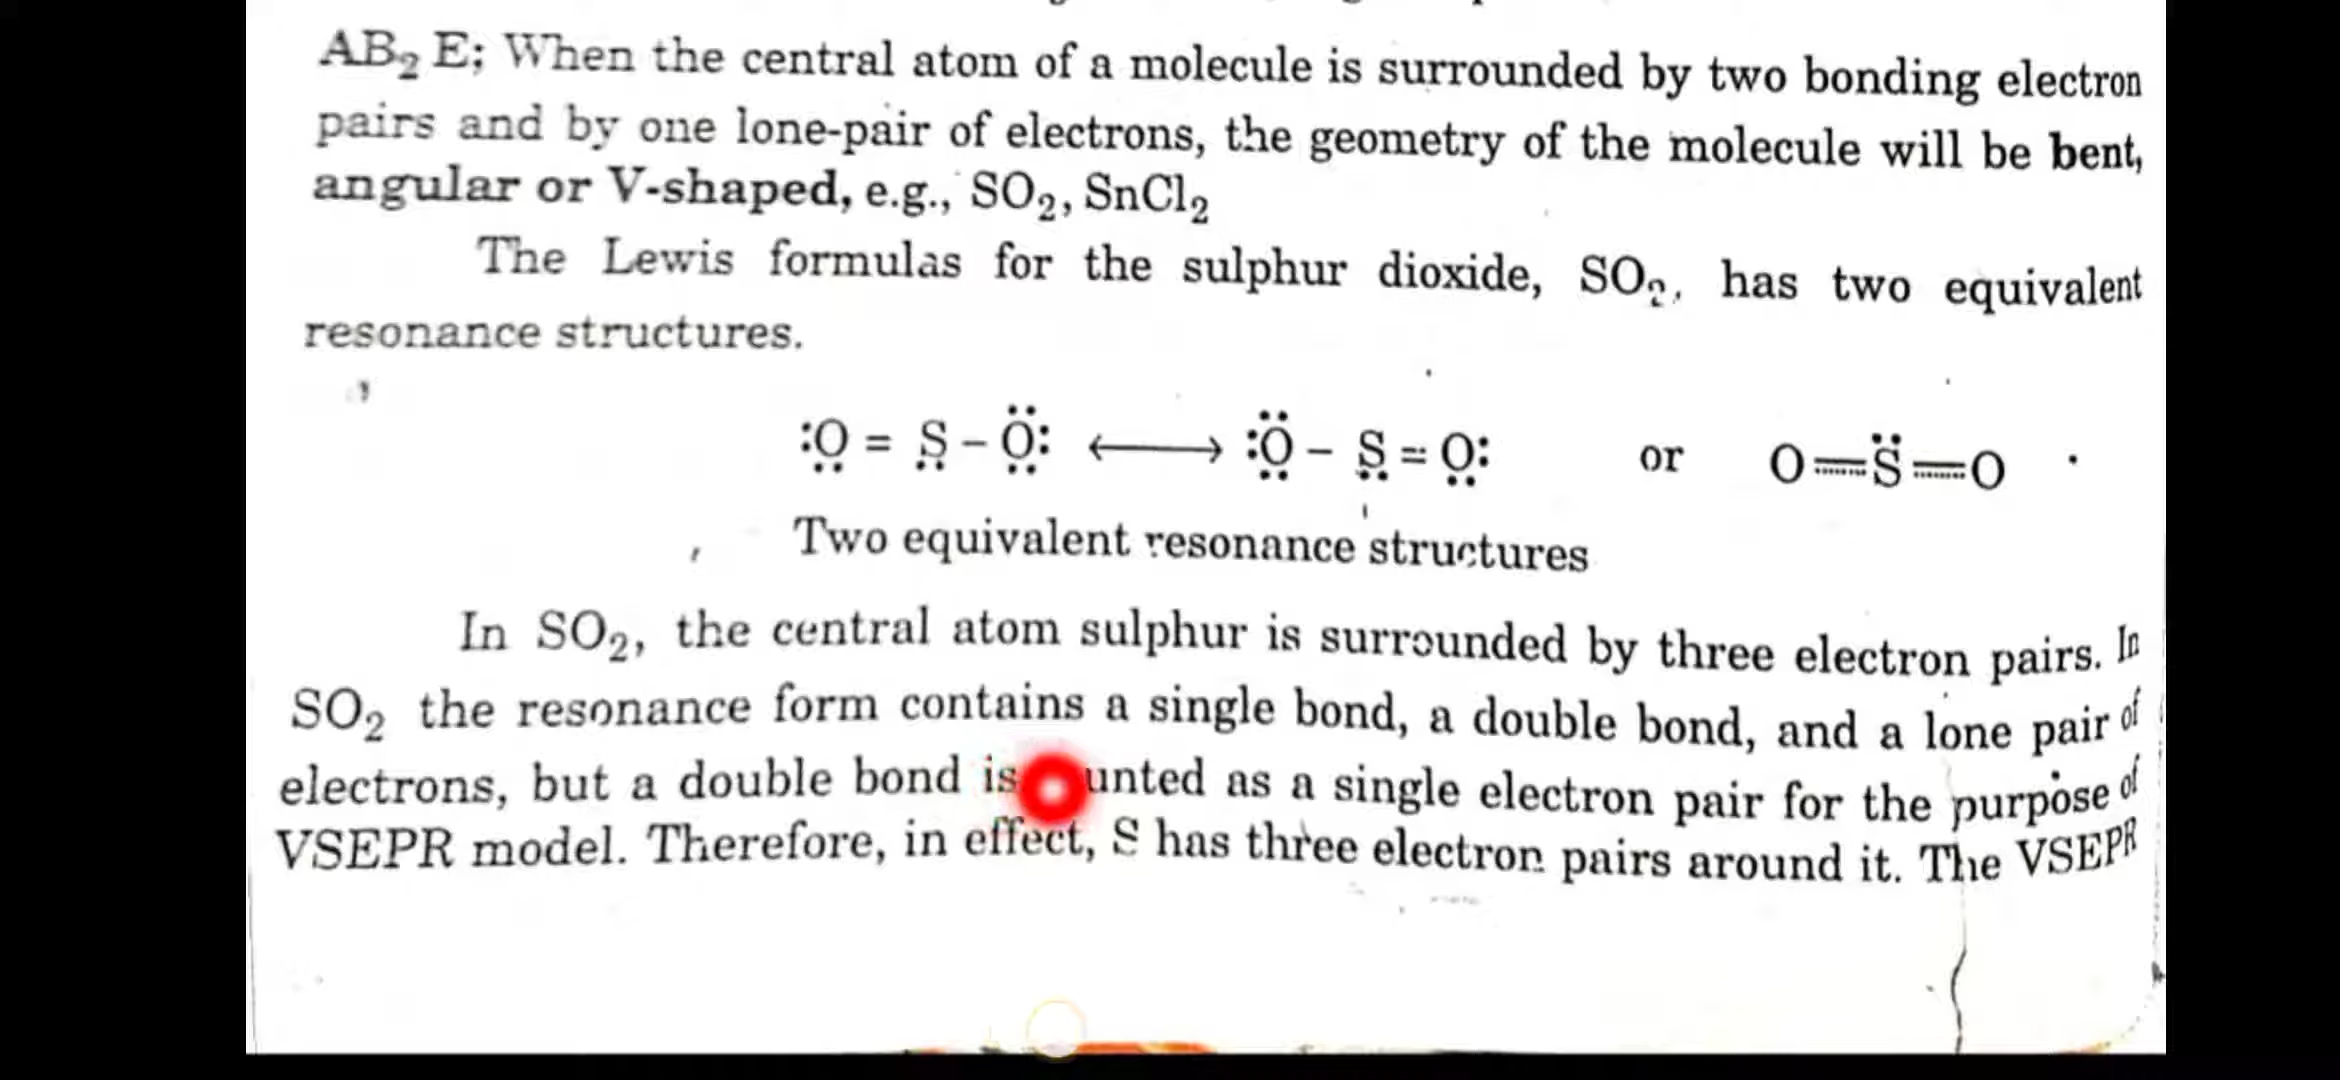 AB₂ E; When the central atom of a molecule is surrounded by two bonding electron
pairs and by one lone-pair of electrons, the geometry of the molecule will be bent,
angular or V-shaped, e.g., SO₂, SnCl₂
The Lewis formulas for the sulphur dioxide, SO₂, has two equivalent
resonance structures.
:O = S – O: ⟷ :O – S = O: or O=S=O
Two equivalent resonance structures
In SO₂, the central atom sulphur is surrounded by three electron pairs. In
SO₂ the resonance form contains a single bond, a double bond, and a lone pair of
electrons, but a double bond is unted as a single electron pair for the purpose of
VSEPR model. Therefore, in effect, S has three electron pairs around it. The VSEPR